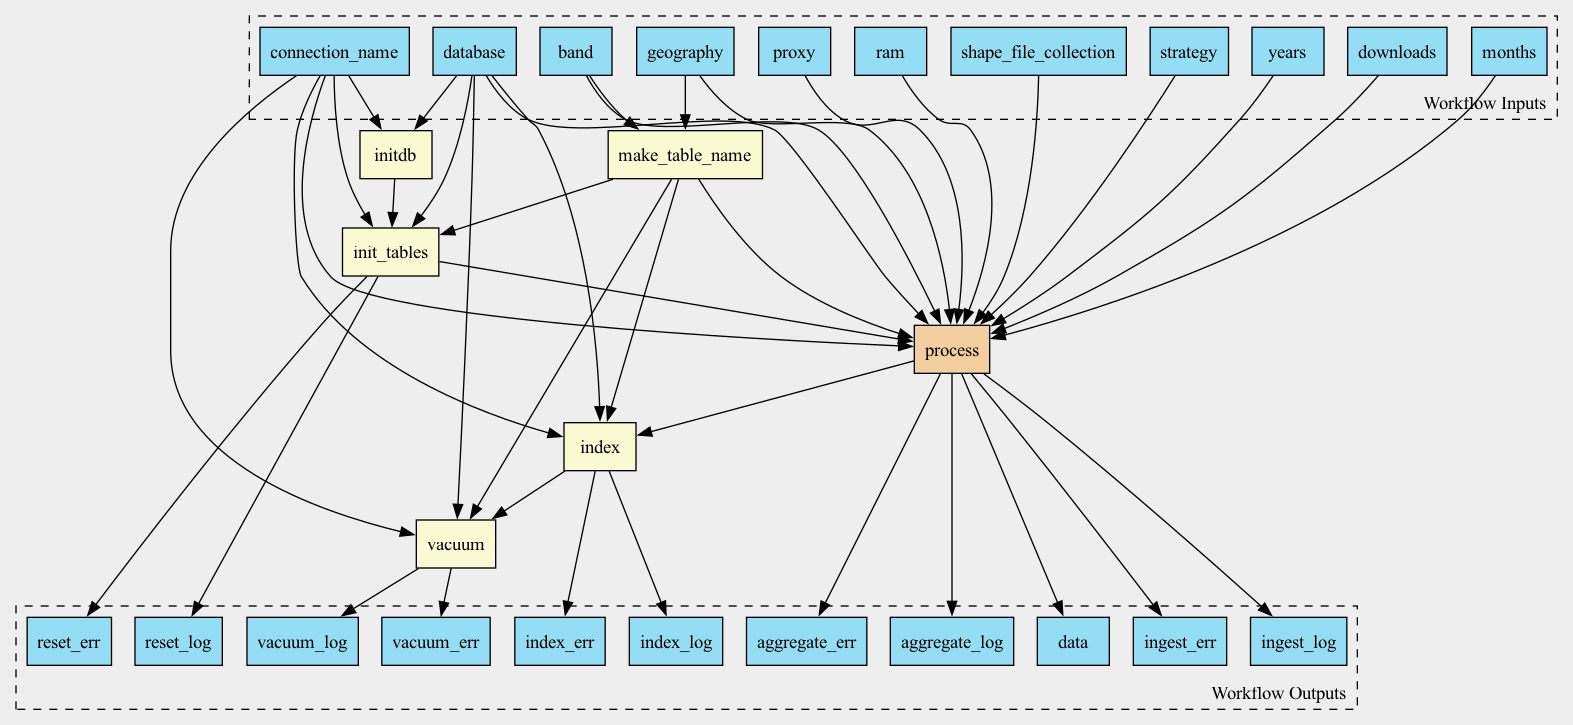 connection_name
database
band
geography
proxy
ram
shape_file_collection
strategy
years
downloads
months
Workflow Inputs
initdb
make_table_name
init_tables
process
index
vacuum
reset_err
reset_log
vacuum_log
vacuum_err
index_err
index_log
aggregate_err
aggregate_log
data
ingest_err
ingest_log
Workflow Outputs